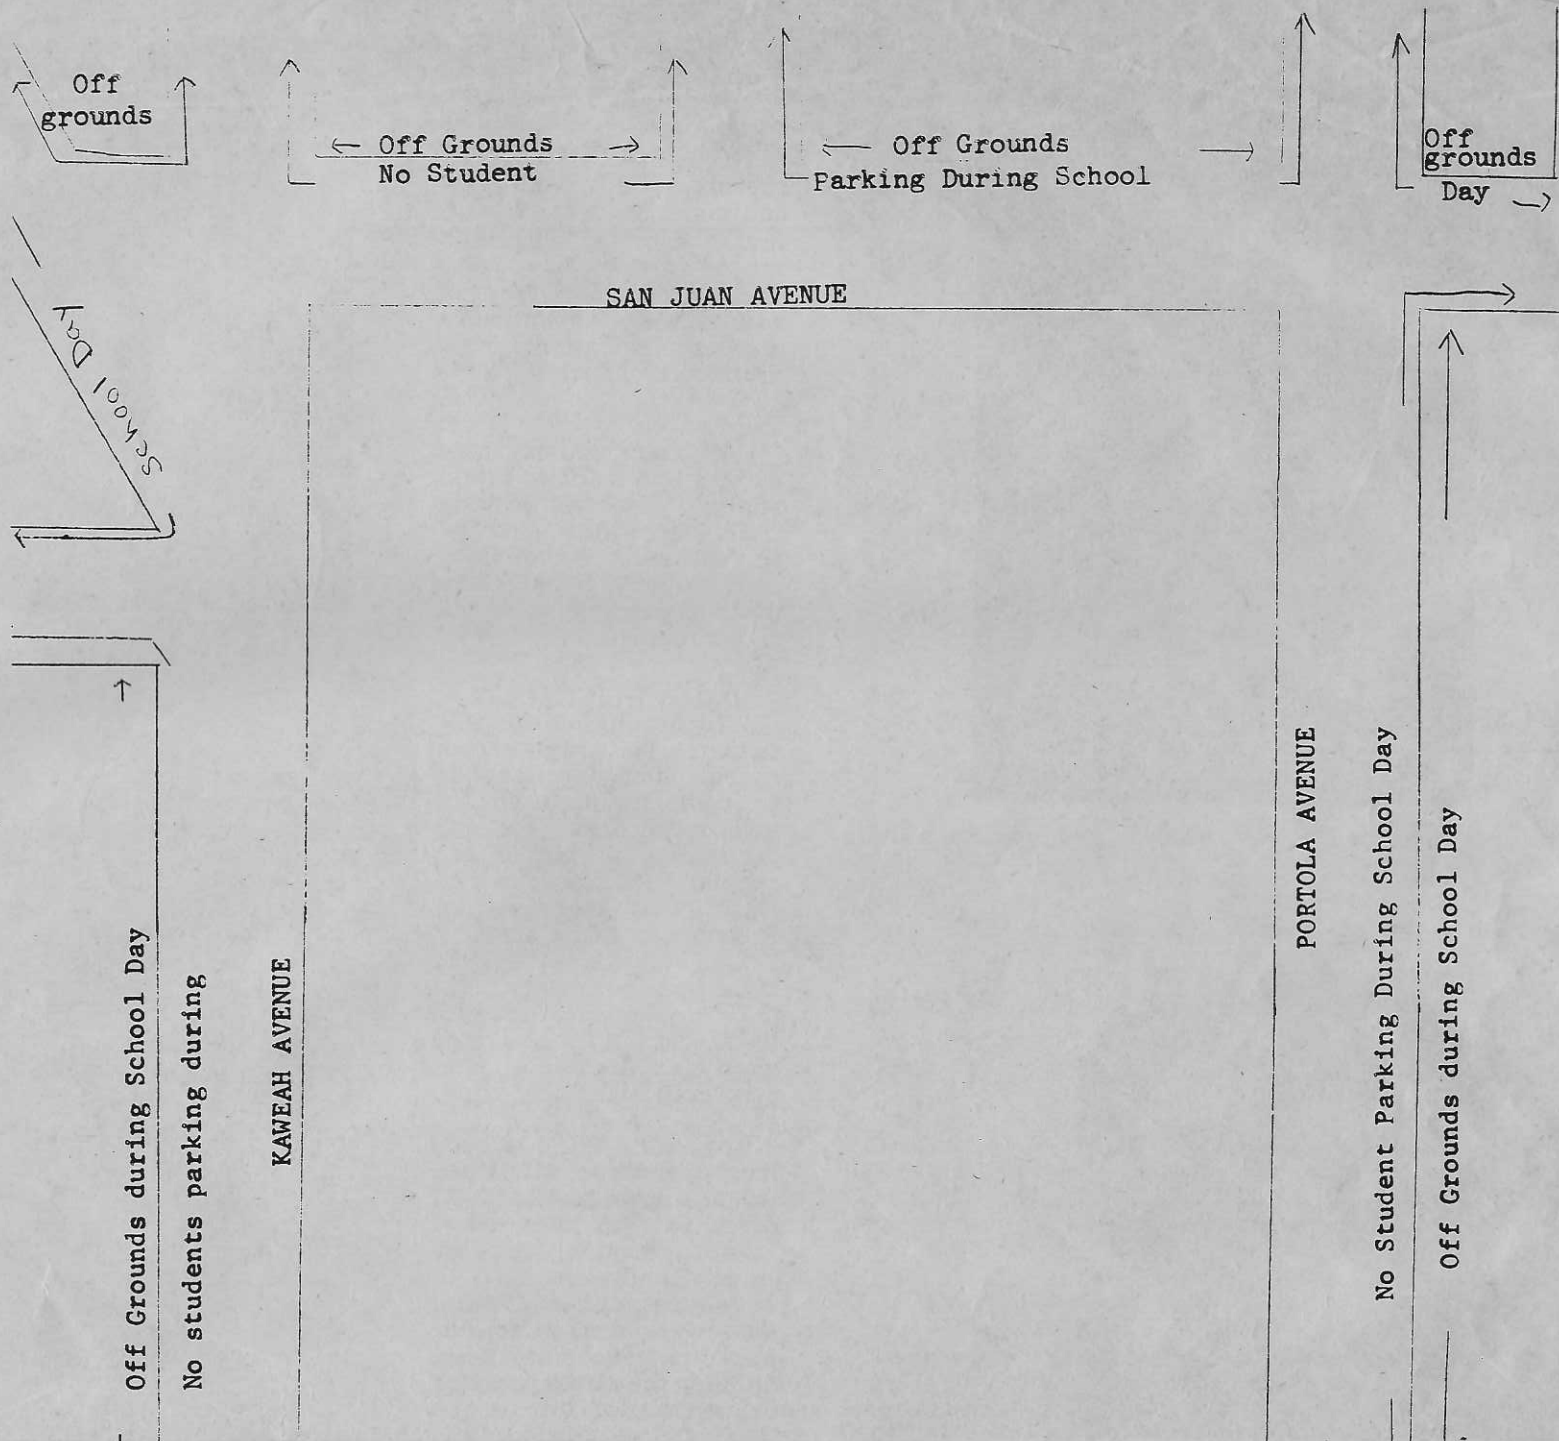 Off
grounds
← Off Grounds →
No Student
← Off Grounds →
Parking During School
Off
grounds
Day →
SAN JUAN AVENUE
School Day
Off Grounds during School Day
No students parking during
KAWEAH AVENUE
PORTOLA AVENUE
No Student Parking During School Day
Off Grounds during School Day